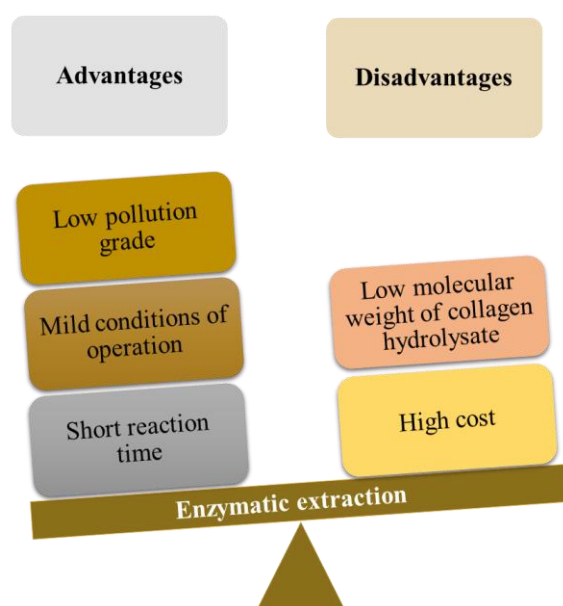 Advantages
Disadvantages
Low pollution
grade
Mild conditions of
operation
Short reaction
time
Low molecular
weight of collagen
hydrolysate
High cost
Enzymatic extraction